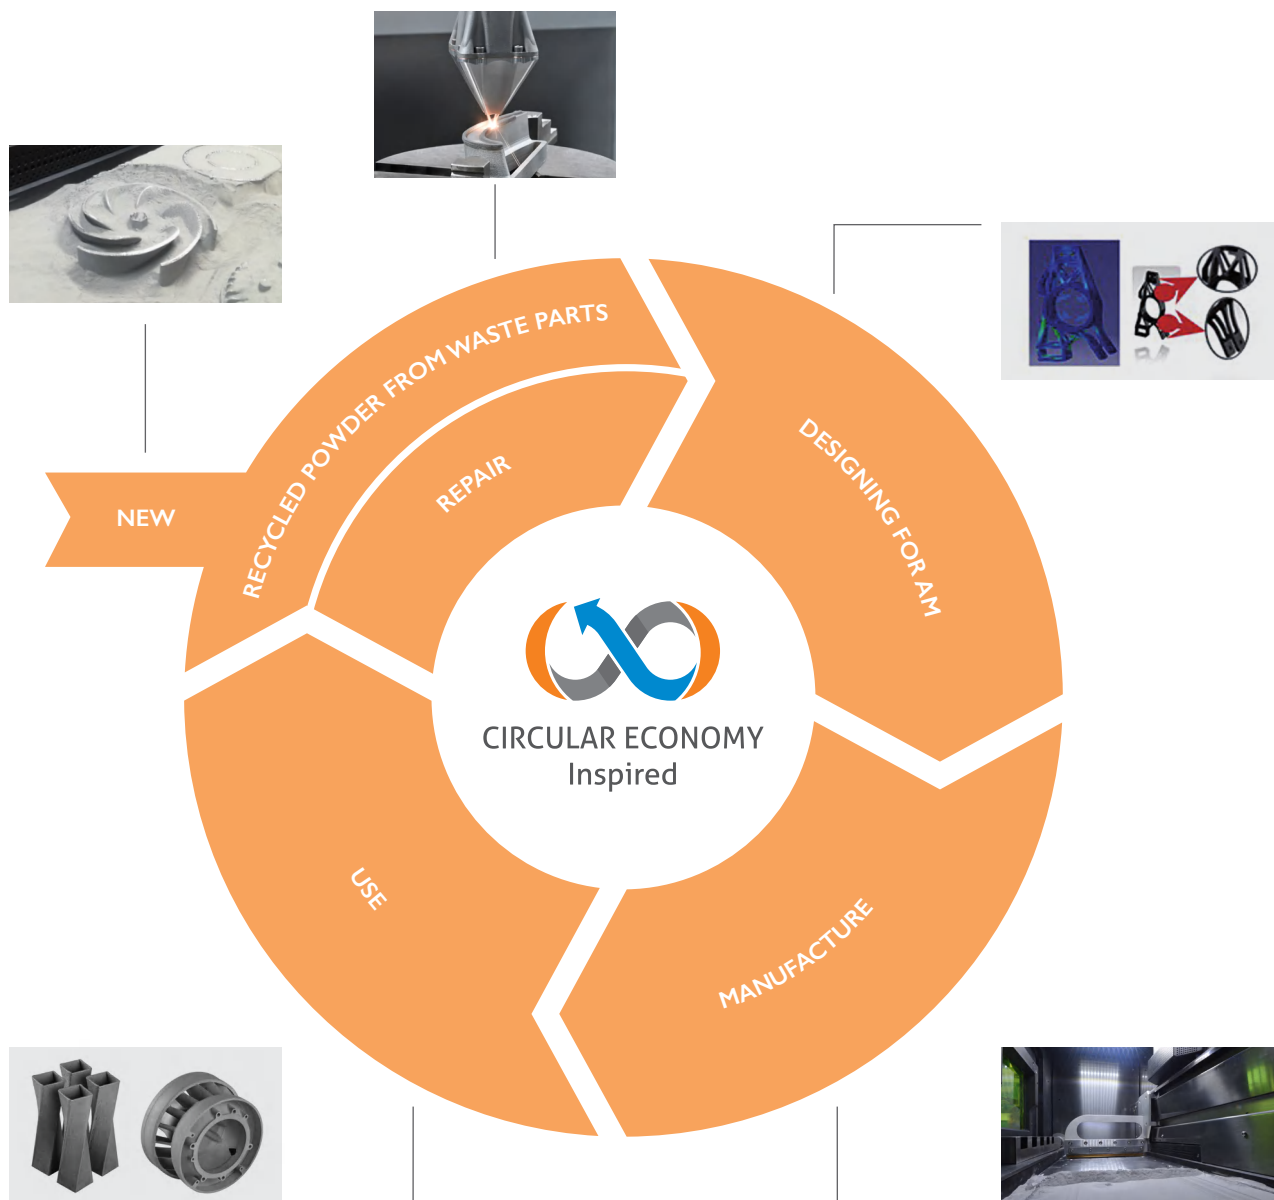 RECYCLED POWDER FROM WASTE PARTS
REPAIR
NEW
DESIGNING FOR AM
CIRCULAR ECONOMY
Inspired
USE
MANUFACTURE